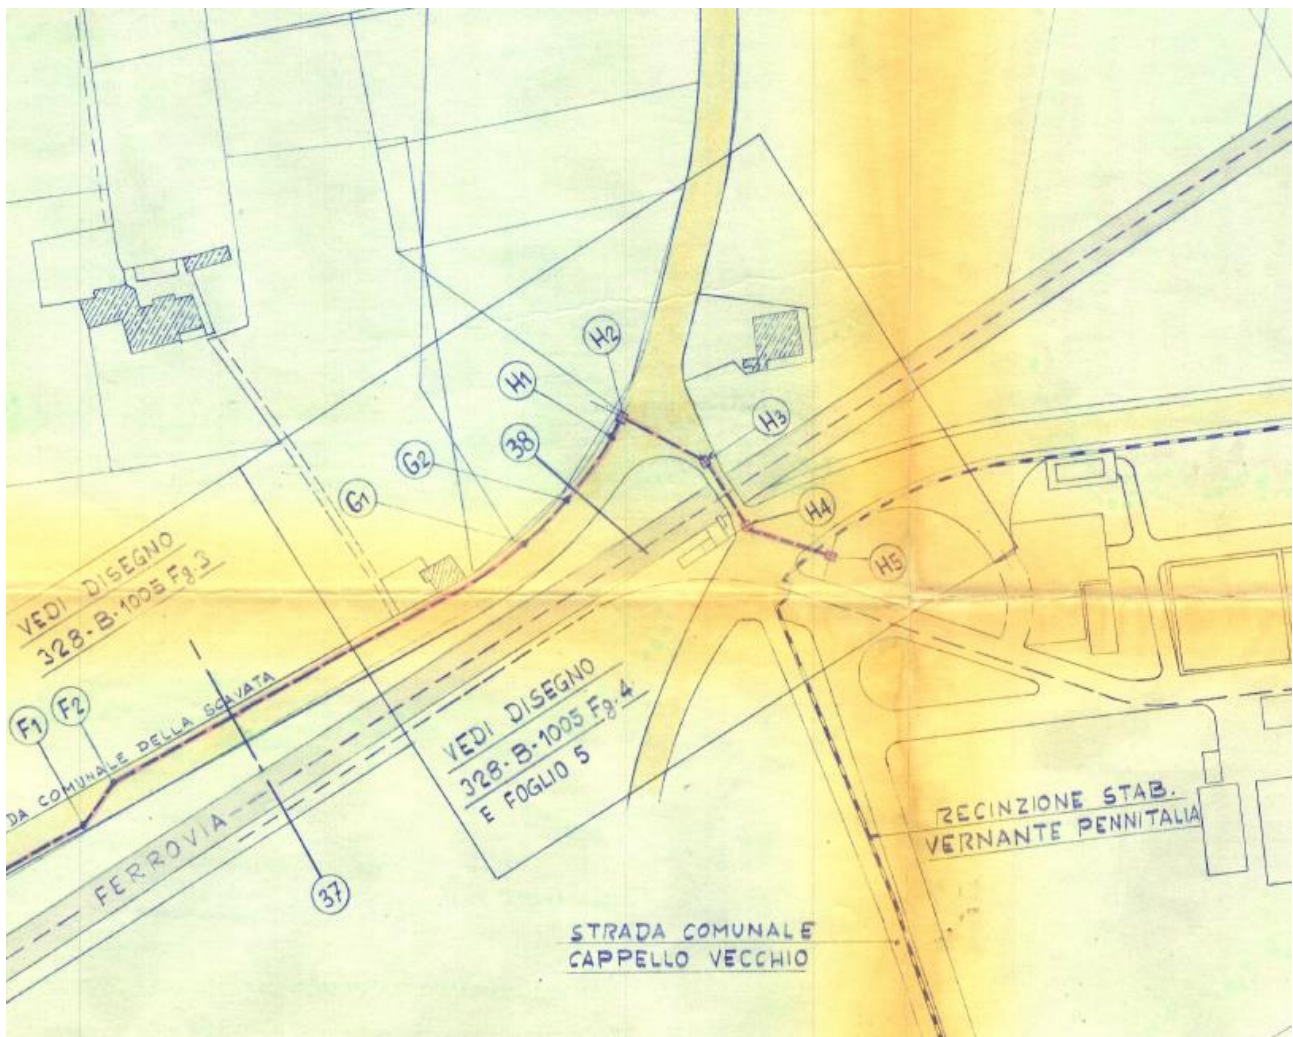 H2
H1
38
H3
G2
G1
H4
H5
VEDI DISEGNO
328-B-1005 Fg.3
F1
F2
DA COMUNALE DELLA SCAVATA
VEDI DISEGNO
328-B-1005 Fg.4
E FOGLIO 5
FERROVIA
37
RECINZIONE STAB.
VERNANTE PENNITALIA
STRADA COMUNALE
CAPPELLO VECCHIO